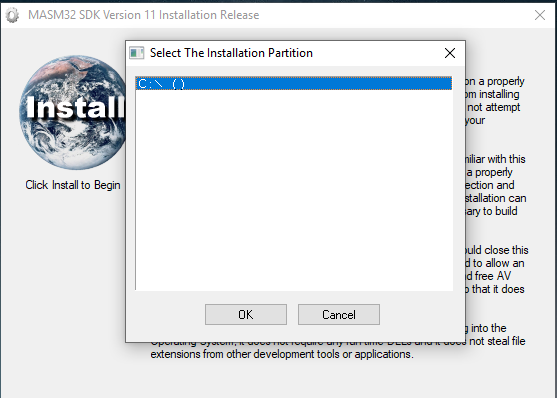 MASM32 SDK Version 11 Installation Release
Select The Installation Partition
C:\ ()
Install
Click Install to Begin
on a properly
om installing
not attempt
your
miliar with this
a properly
ection and
stallation can
ary to build
ould close this
d to allow an
nd free AV
o that it does
OK
Cancel
g into the
Operating System, it does not require any run time DLLs and it does not steal file
extensions from other development tools or applications.